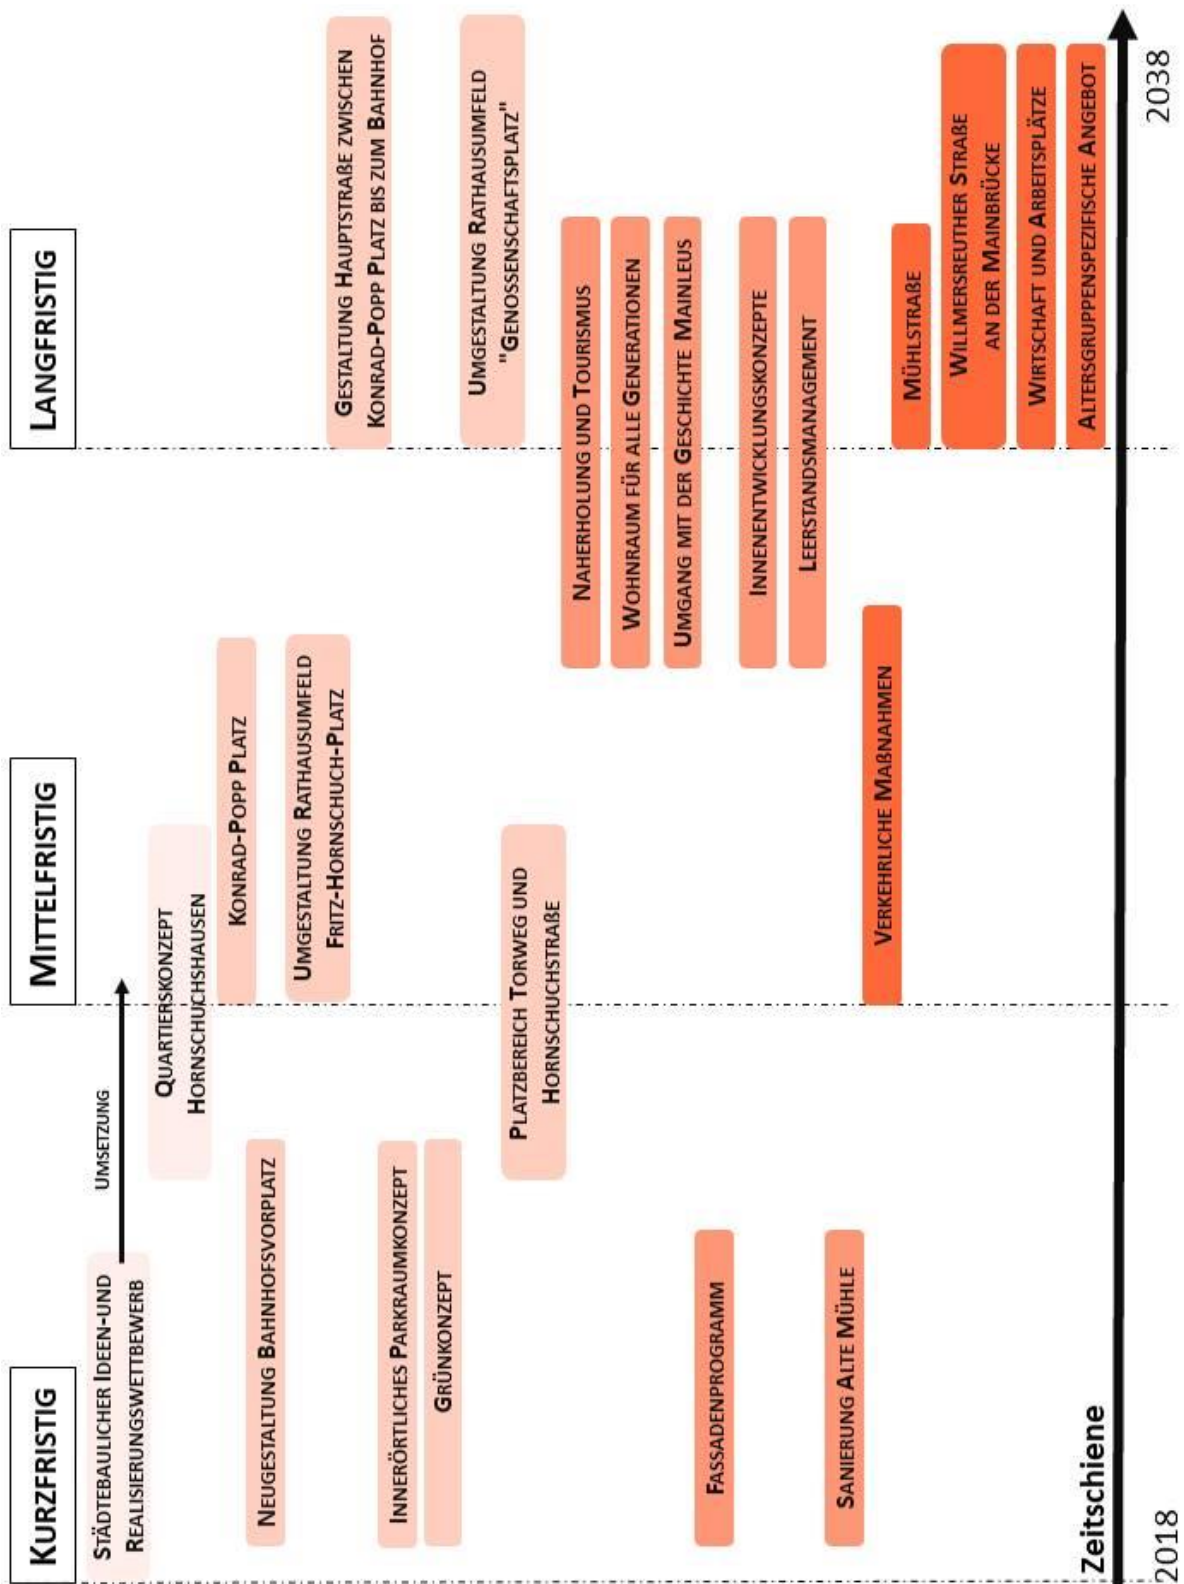 KURZFRISTIG
MITTELFRISTIG
LANGFRISTIG
STÄDTEBAULICHER IDEEN-UND
REALISIERUNGSWETTBEWERB
UMSETZUNG
QUARTIERSKONZEPT
HORNSCHUCHSHAUSEN
KONRAD-POPP PLATZ
NEUGESTALTUNG BAHNHOFSVORPLATZ
UMGESTALTUNG RATHAUSUMFELD
FRITZ-HORNSCHUCH-PLATZ
GESTALTUNG HAUPTSTRAßE ZWISCHEN
KONRAD-POPP PLATZ BIS ZUM BAHNHOF
INNERÖRTLICHES PARKRAUMKONZEPT
GRÜNKONZEPT
UMGESTALTUNG RATHAUSUMFELD
"GENOSSENSCHAFTSPLATZ"
PLATZBEREICH TORWEG UND
HORNSCHUCHSTRAßE
NAHERHOLUNG UND TOURISMUS
WOHNRAUM FÜR ALLE GENERATIONEN
UMGANG MIT DER GESCHICHTE MAINLEUS
FASSADENPROGRAMM
INNENENTWICKLUNGSKONZEPTE
LEERSTANDSMANAGEMENT
SANIERUNG ALTE MÜHLE
VERKEHRLICHE MAßNAHMEN
MÜHLSTRAßE
WILLMERSREUTHER STRAßE
AN DER MAINBRÜCKE
WIRTSCHAFT UND ARBEITSPLÄTZE
ALTERSGRUPPENSPEZIFISCHE ANGEBOT
Zeitschiene
2018
2038